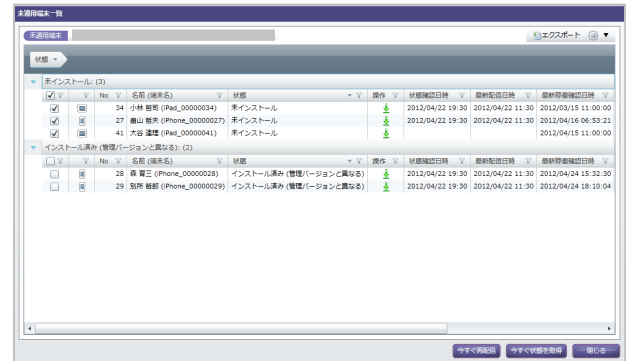 未適用端末一覧
未適用端末
エクスポート ▼
状態
未インストール: (3)
No 名前 (端末名) 状態 操作 状態確認日時 最新配信日時 最新稼働確認日時
34 小林 哲司 (iPad_00000034) 未インストール 2012/04/22 19:30 2012/04/22 11:30 2012/03/15 11:00:00
27 畠山 哲夫 (iPhone_00000027) 未インストール 2012/04/22 19:30 2012/04/22 11:30 2012/04/16 06:53:21
41 大谷 達理 (iPad_00000041) 未インストール 2012/04/15 11:00:00
インストール済み (管理バージョンと異なる): (2)
No 名前 (端末名) 状態 操作 状態確認日時 最新配信日時 最新稼働確認日時
28 森 育三 (iPhone_00000028) インストール済み (管理バージョンと異なる) 2012/04/22 19:30 2012/04/22 11:30 2012/04/24 15:32:30
29 別所 哲郎 (iPhone_00000029) インストール済み (管理バージョンと異なる) 2012/04/22 19:30 2012/04/22 11:30 2012/04/24 18:10:04
今すぐ再配信 今すぐ状態を取得 閉じる